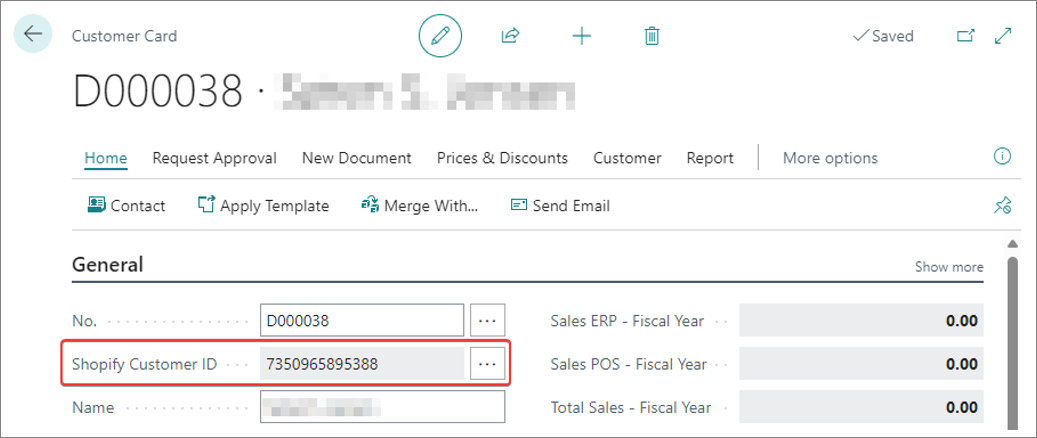 Customer Card
Saved
D000038 ·
Home Request Approval New Document Prices & Discounts Customer Report More options
Contact Apply Template Merge With... Send Email
General Show more
No. D000038 Sales ERP - Fiscal Year 0.00
Shopify Customer ID 7350965895388 Sales POS - Fiscal Year 0.00
Name Total Sales - Fiscal Year 0.00